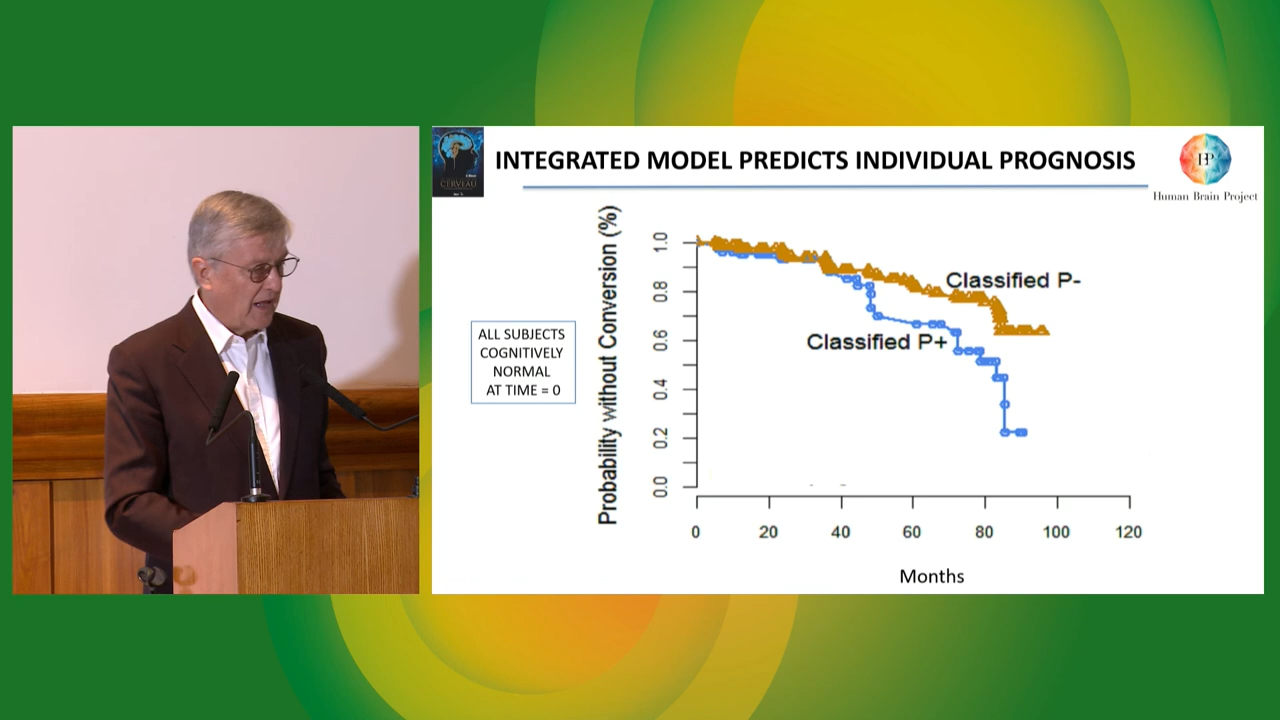 CERVEAU
INTEGRATED MODEL PREDICTS INDIVIDUAL PROGNOSIS
Human Brain Project
ALL SUBJECTS
COGNITIVELY
NORMAL
AT TIME = 0
Probability without Conversion (%)
1.0
0.8
0.6
0.4
0.2
0.0
Classified P-
Classified P+
0 20 40 60 80 100 120
Months